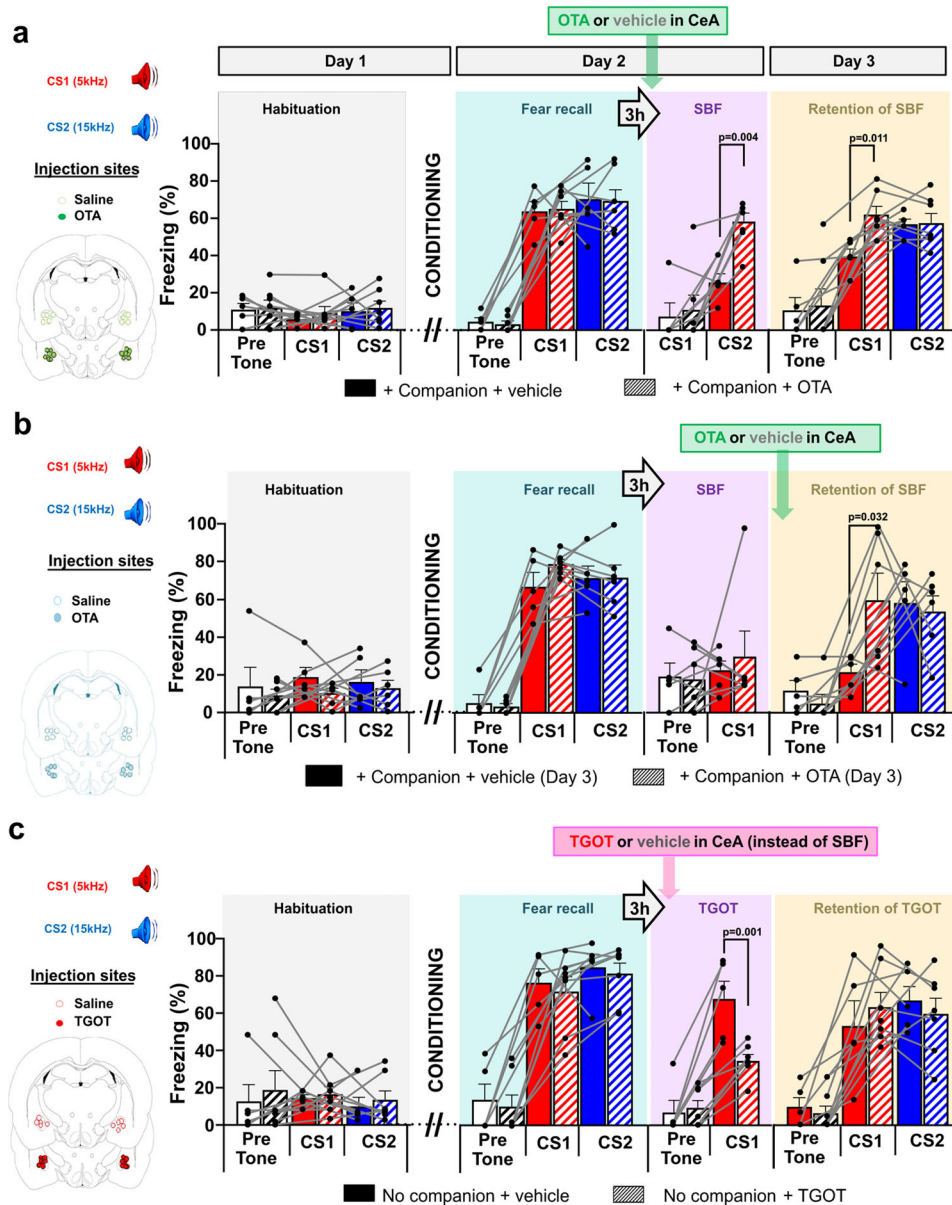 OTA or vehicle in CeA
a
Day 1
Day 2
Day 3
CS1 (5kHz)
CS2 (15kHz)
Injection sites
Saline
OTA
Habituation
Fear recall
3h
SBF
Retention of SBF
p=0.004
p=0.011
Freezing (%)
100
80
60
40
20
0
CONDITIONING
//
Pre
Tone
CS1
CS2
Pre
Tone
CS1
CS2
CS1
CS1
Pre
Tone
CS1
CS2
+ Companion + vehicle
+ Companion + OTA
b
OTA or vehicle in CeA
CS1 (5kHz)
CS2 (15kHz)
Injection sites
Saline
OTA
Habituation
Fear recall
3h
SBF
Retention of SBF
p=0.032
Freezing (%)
100
80
60
40
20
0
CONDITIONING
//
Pre
Tone
CS1
CS2
Pre
Tone
CS1
CS2
Pre
Tone
CS1
Pre
Tone
CS1
CS2
+ Companion + vehicle (Day 3)
+ Companion + OTA (Day 3)
c
TGOT or vehicle in CeA (instead of SBF)
CS1 (5kHz)
CS2 (15kHz)
Injection sites
Saline
TGOT
Habituation
Fear recall
3h
TGOT
Retention of TGOT
p=0.001
Freezing (%)
100
80
60
40
20
0
CONDITIONING
//
Pre
Tone
CS1
CS2
Pre
Tone
CS1
CS2
Pre
Tone
CS1
Pre
Tone
CS1
CS2
No companion + vehicle
No companion + TGOT